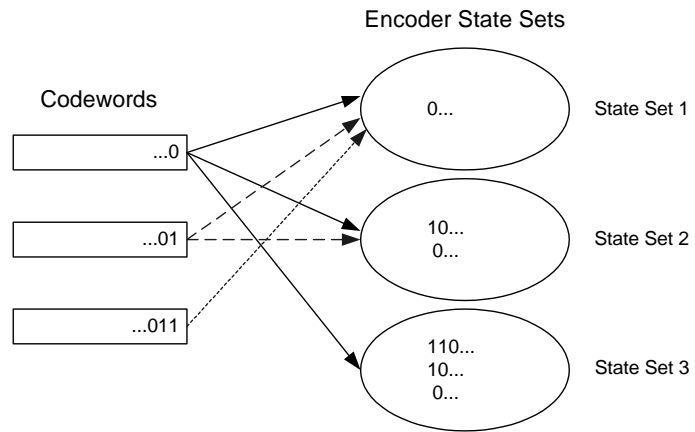 Encoder State Sets
Codewords
0...
State Set 1
...0
...01
10...
0...
State Set 2
...011
110...
10...
0...
State Set 3